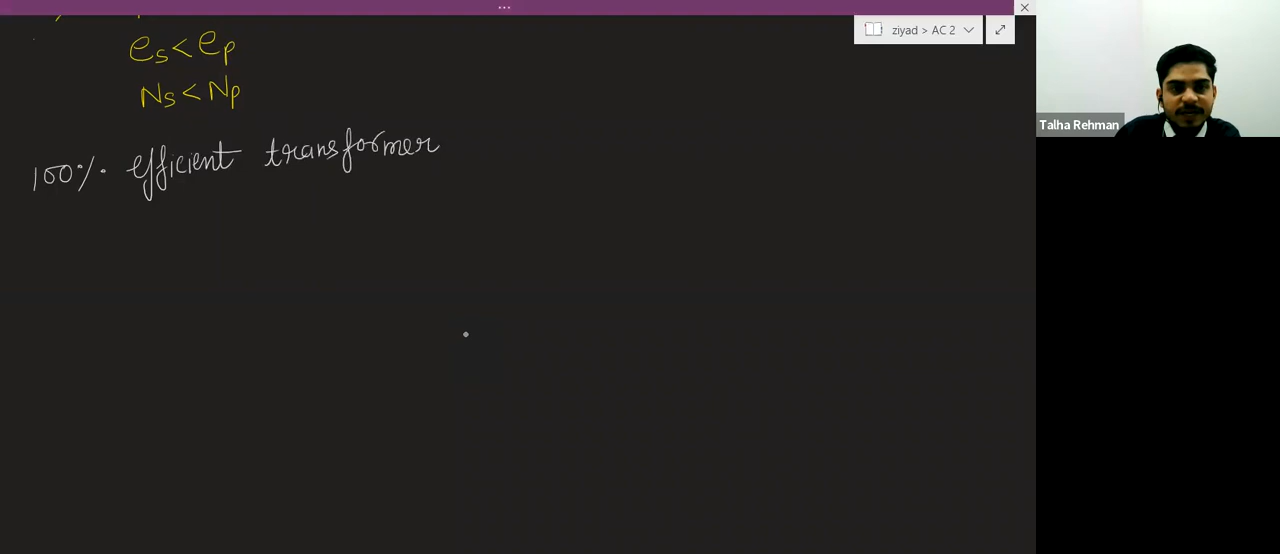 ziyad > AC 2
es < ep
Ns < Np
100% efficient transformer
Talha Rehman